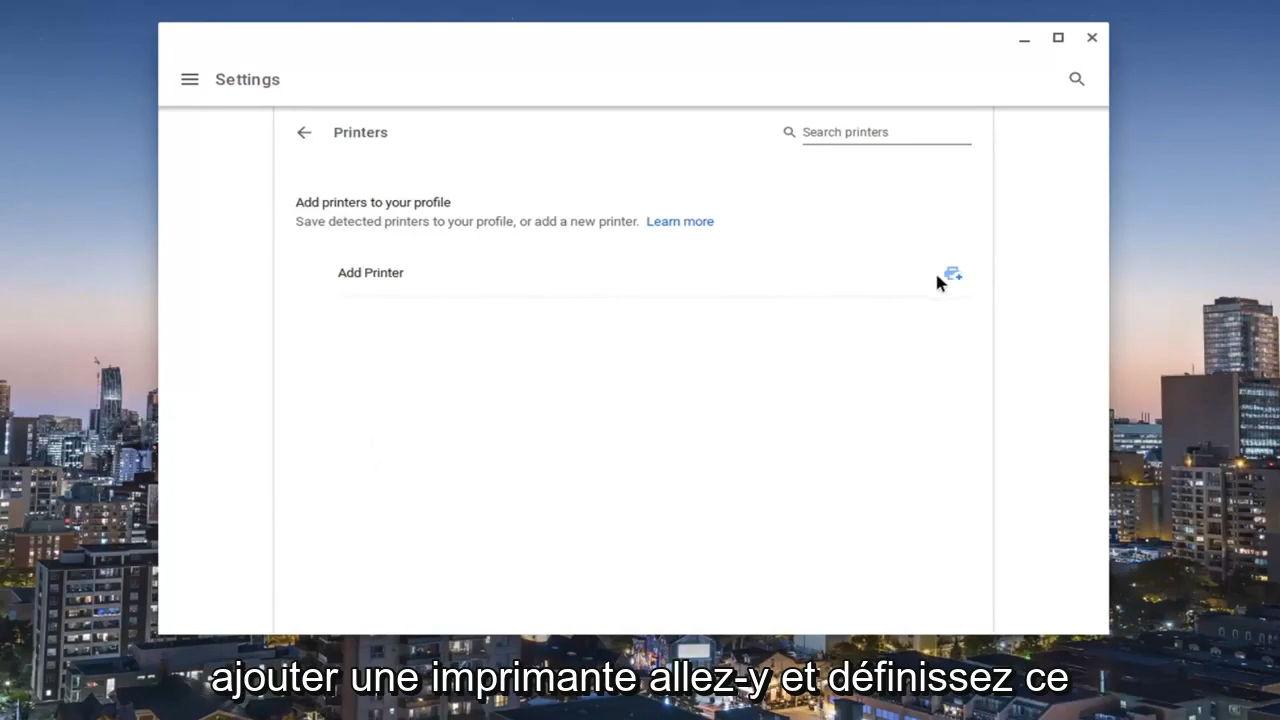 Settings
Printers
Search printers
Add printers to your profile
Save detected printers to your profile, or add a new printer. Learn more
Add Printer
ajouter une imprimante allez-y et définissez ce